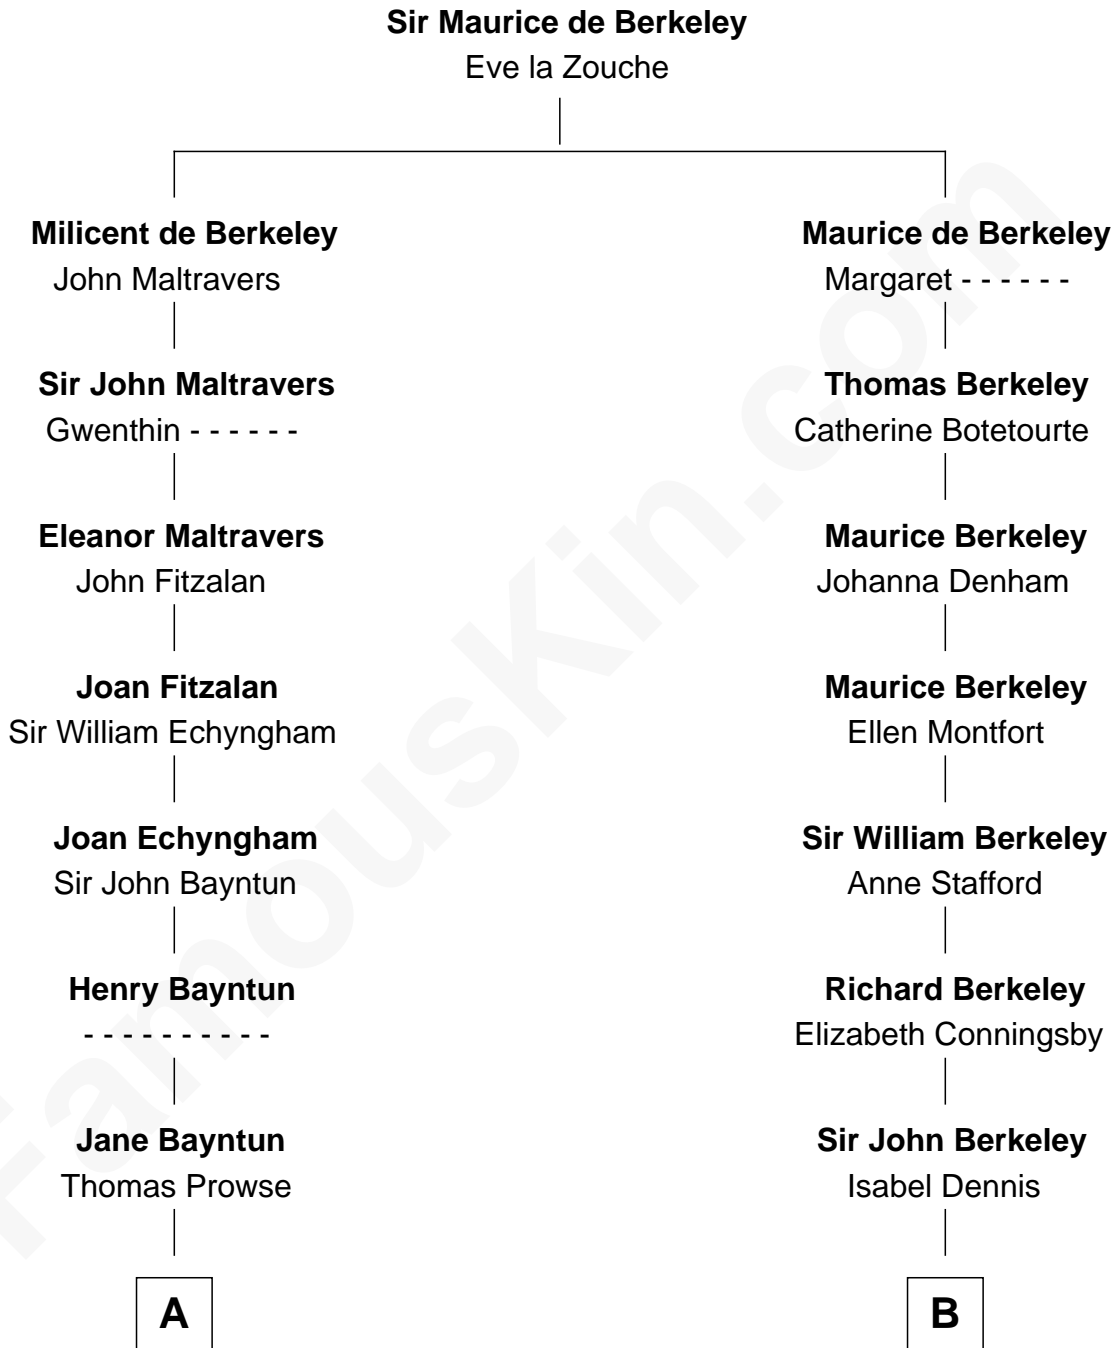 Sir Maurice de Berkeley
Eve la Zouche
Milicent de Berkeley
John Maltravers
Maurice de Berkeley
Margaret - - - - - -
Sir John Maltravers
Gwenthin - - - - - -
Thomas Berkeley
Catherine Botetourte
Eleanor Maltravers
John Fitzalan
Maurice Berkeley
Johanna Denham
Joan Fitzalan
Sir William Echyngham
Maurice Berkeley
Ellen Montfort
Joan Echyngham
Sir John Bayntun
Sir William Berkeley
Anne Stafford
Henry Bayntun
- - - - - - - - - -
Richard Berkeley
Elizabeth Conningsby
Jane Bayntun
Thomas Prowse
Sir John Berkeley
Isabel Dennis
A
B
FamousKin.com